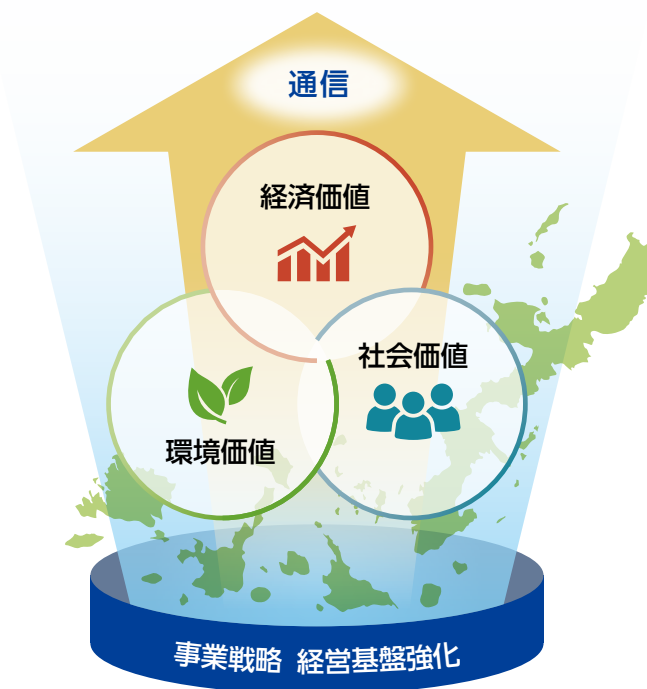 通信
経済価値
社会価値
環境価値
事業戦略 経営基盤強化